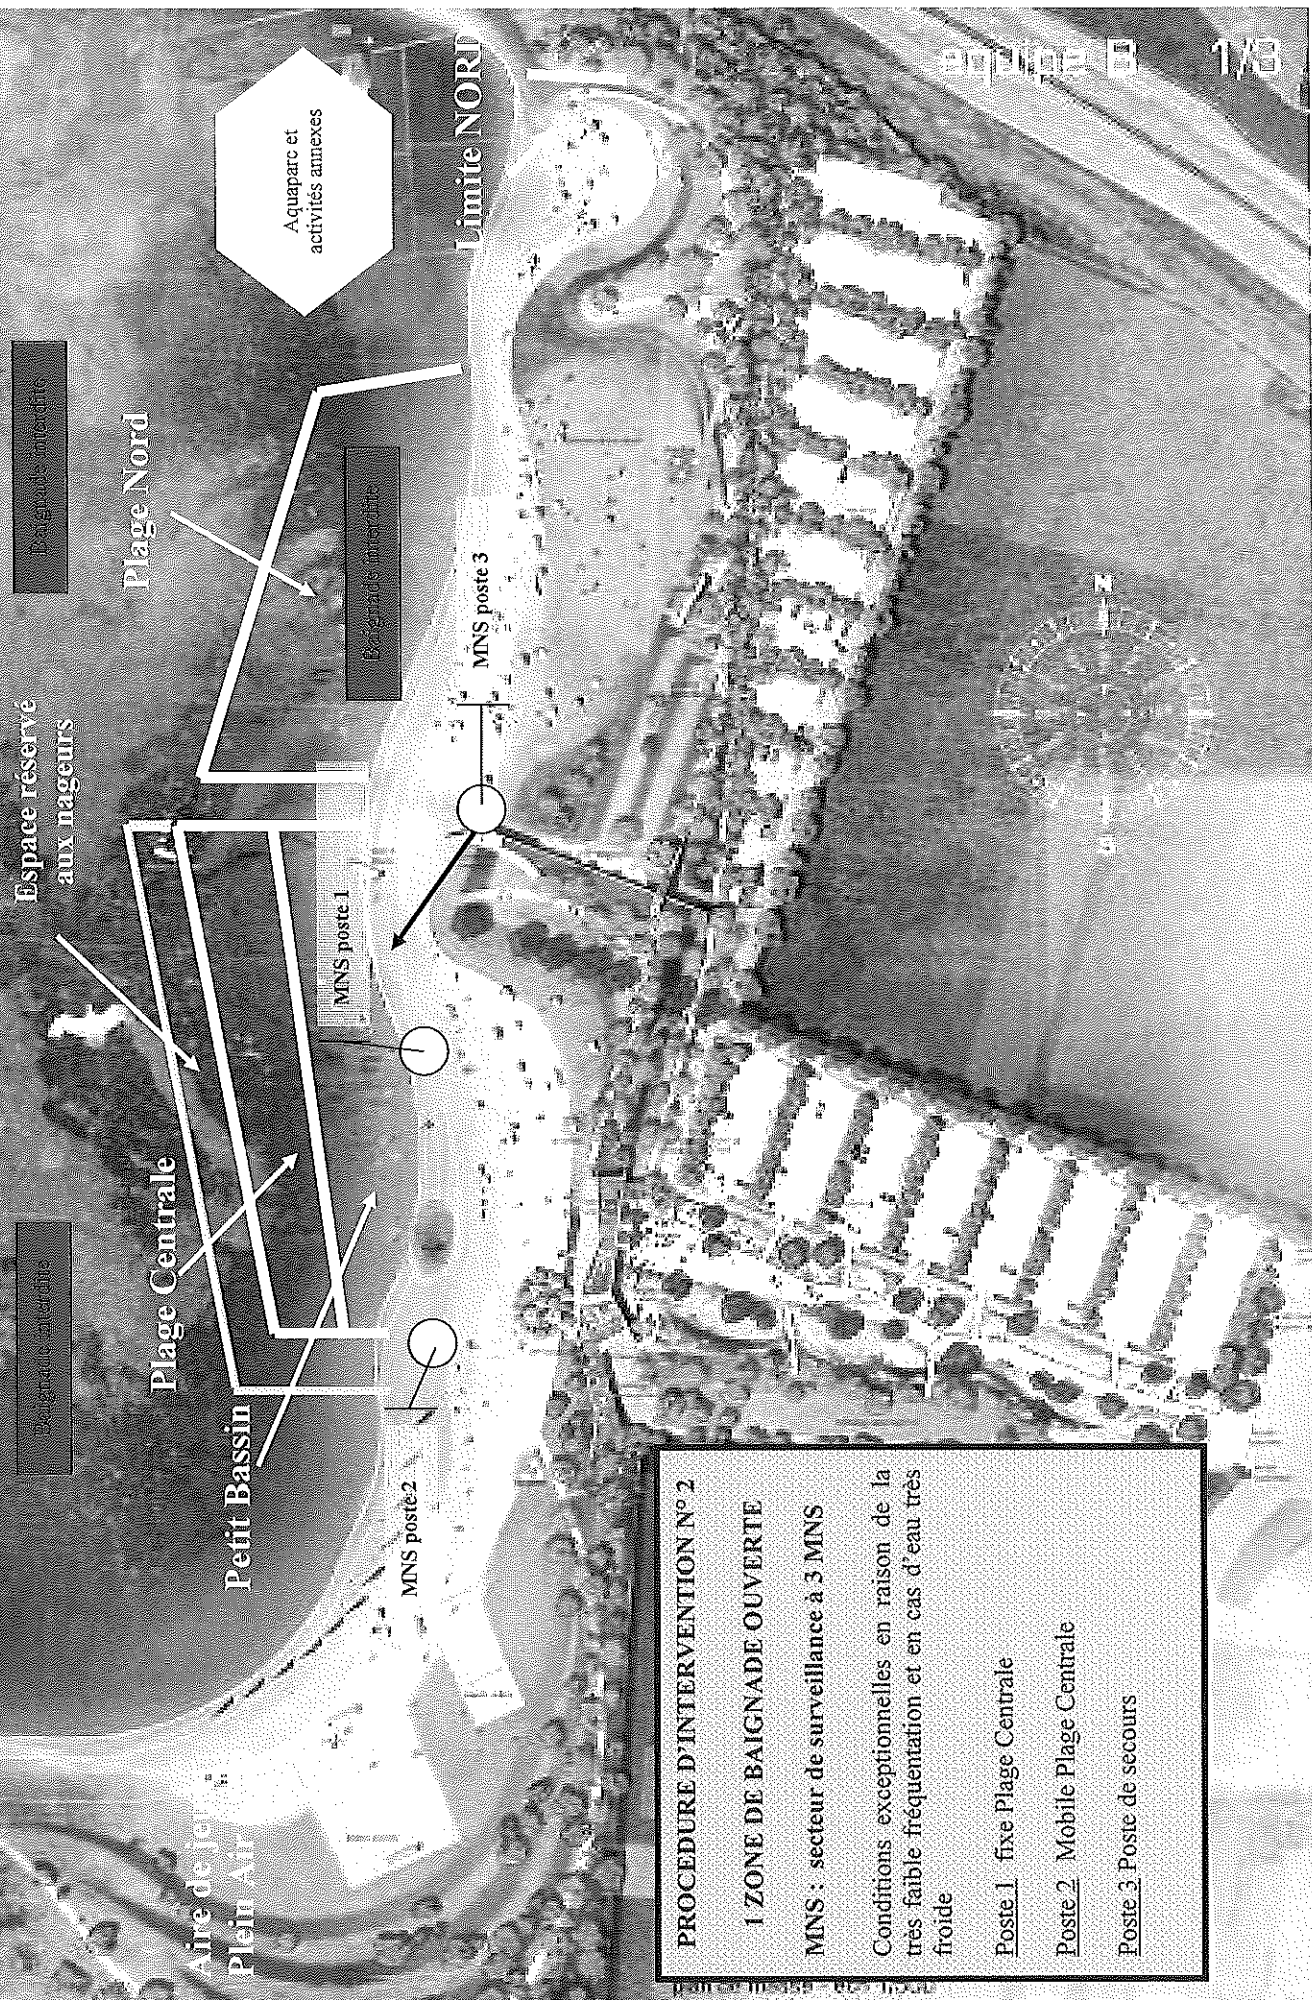 Aire de jeu
Plein Air
Petit Bassin
Plage Centrale
Espace réservé
aux nageurs
Plage Nord
Limite NORD
Aquaparc et
activités annexes
Baignade interdite
Baignade interdite
Baignade interdite
MNS poste 2
MNS poste 1
MNS poste 3
equipe B 1/8
PROCEDURE D'INTERVENTION N° 2
1 ZONE DE BAIGNADE OUVERTE
MNS : secteur de surveillance à 3 MNS
Conditions exceptionnelles en raison de la
très faible fréquentation et en cas d'eau très
froide
Poste 1 fixe Plage Centrale
Poste 2 Mobile Plage Centrale
Poste 3 Poste de secours